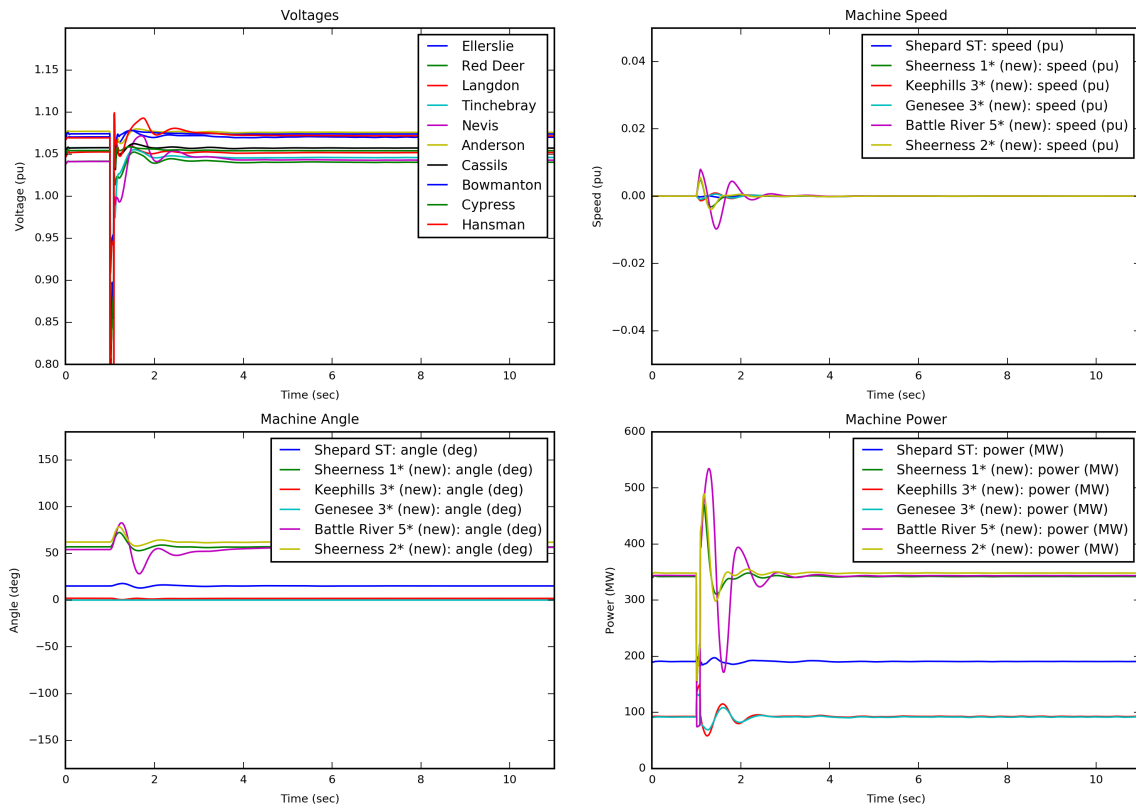 Voltages
1.15
1.10
1.05
1.00
0.95
0.90
0.85
0.80
Voltage (pu)
0 2 4 6 8 10
Time (sec)
Ellerslie
Red Deer
Langdon
Tinchebray
Nevis
Anderson
Cassils
Bowmanton
Cypress
Hansman
Machine Speed
0.04
0.02
0.00
−0.02
−0.04
Speed (pu)
0 2 4 6 8 10
Time (sec)
Shepard ST: speed (pu)
Sheerness 1* (new): speed (pu)
Keephills 3* (new): speed (pu)
Genesee 3* (new): speed (pu)
Battle River 5* (new): speed (pu)
Sheerness 2* (new): speed (pu)
Machine Angle
150
100
50
0
−50
−100
−150
Angle (deg)
0 2 4 6 8 10
Time (sec)
Shepard ST: angle (deg)
Sheerness 1* (new): angle (deg)
Keephills 3* (new): angle (deg)
Genesee 3* (new): angle (deg)
Battle River 5* (new): angle (deg)
Sheerness 2* (new): angle (deg)
Machine Power
600
500
400
300
200
100
0
Power (MW)
0 2 4 6 8 10
Time (sec)
Shepard ST: power (MW)
Sheerness 1* (new): power (MW)
Keephills 3* (new): power (MW)
Genesee 3* (new): power (MW)
Battle River 5* (new): power (MW)
Sheerness 2* (new): power (MW)